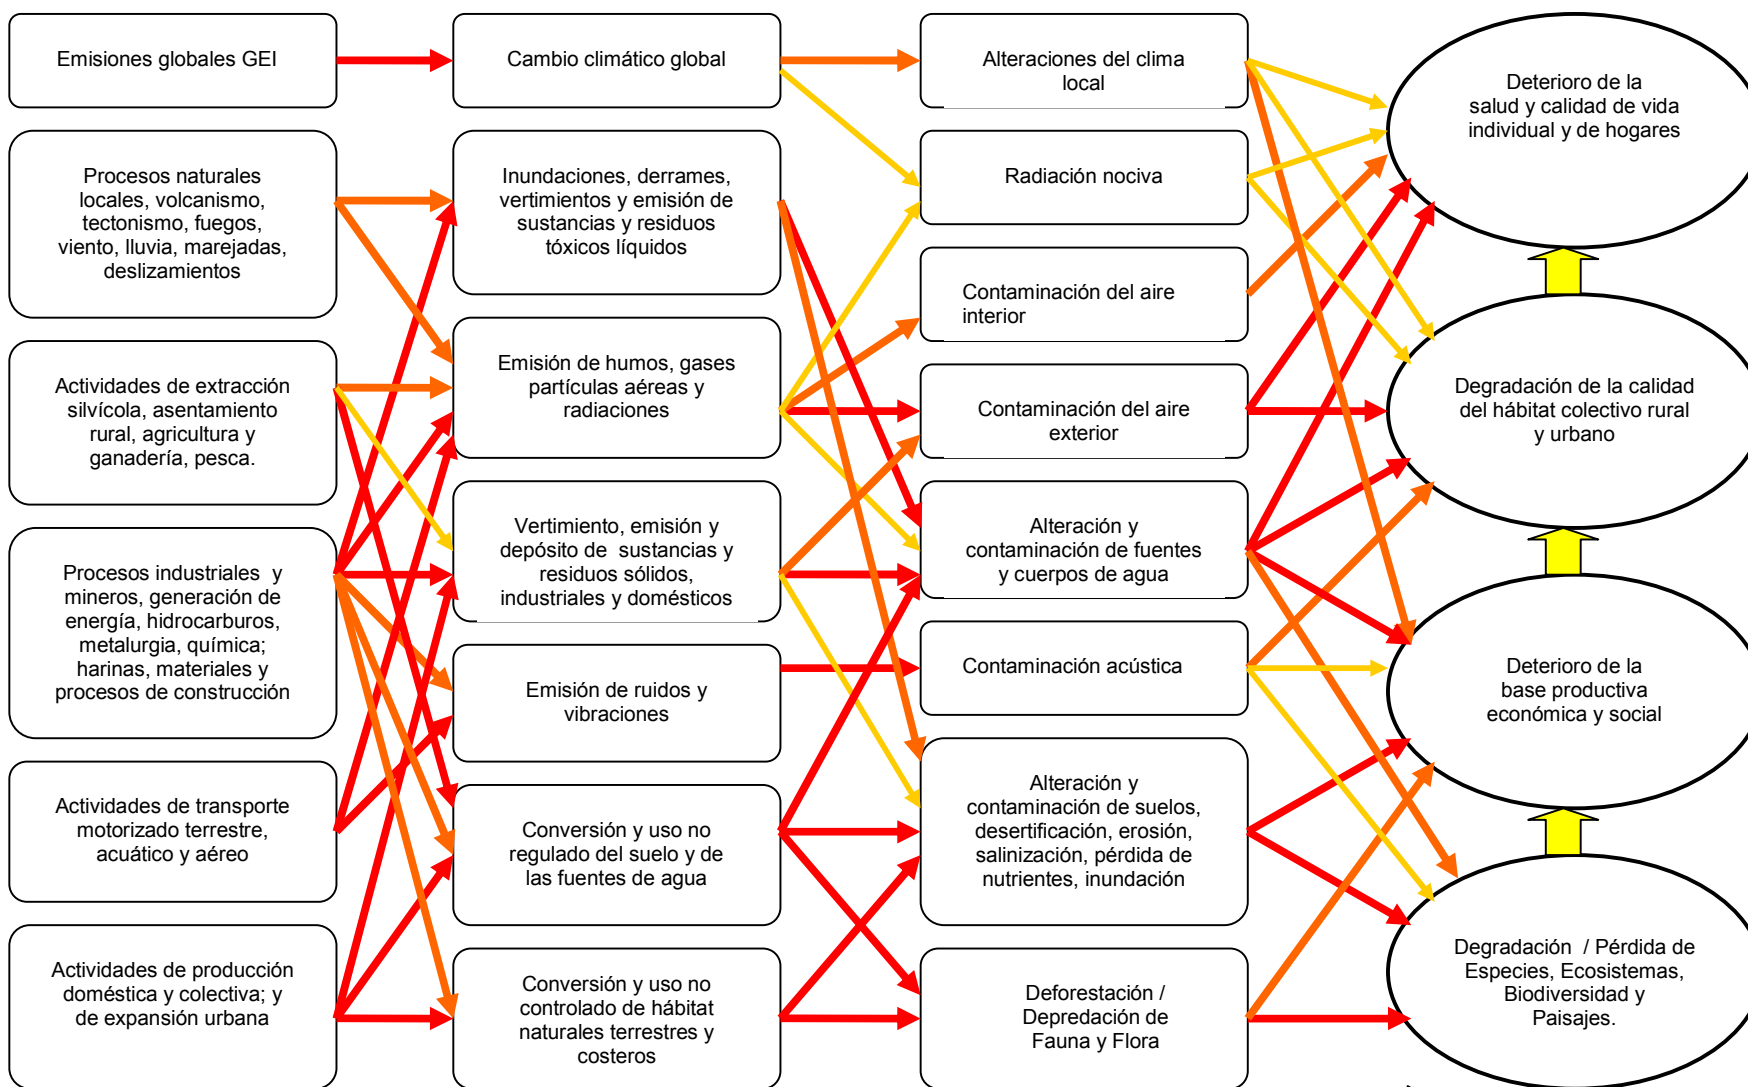 Emisiones globales GEI
Procesos naturales
locales, volcanismo,
tectonismo, fuegos,
viento, lluvia, marejadas,
deslizamientos
Actividades de extracción
silvícola, asentamiento
rural, agricultura y
ganadería, pesca.
Procesos industriales y
mineros, generación de
energía, hidrocarburos,
metalurgia, química;
harinas, materiales y
procesos de construcción
Actividades de transporte
motorizado terrestre,
acuático y aéreo
Actividades de producción
doméstica y colectiva; y
de expansión urbana
Cambio climático global
Inundaciones, derrames,
vertimientos y emisión de
sustancias y residuos
tóxicos líquidos
Emisión de humos, gases
partículas aéreas y
radiaciones
Vertimiento, emisión y
depósito de sustancias y
residuos sólidos,
industriales y domésticos
Emisión de ruidos y
vibraciones
Conversión y uso no
regulado del suelo y de
las fuentes de agua
Conversión y uso no
controlado de hábitat
naturales terrestres y
costeros
Alteraciones del clima
local
Radiación nociva
Contaminación del aire
interior
Contaminación del aire
exterior
Alteración y
contaminación de fuentes
y cuerpos de agua
Contaminación acústica
Alteración y
contaminación de suelos,
desertificación, erosión,
salinización, pérdida de
nutrientes, inundación
Deforestación /
Depredación de
Fauna y Flora
Deterioro de la
salud y calidad de vida
individual y de hogares
Degradación de la calidad
del hábitat colectivo rural
y urbano
Deterioro de la
base productiva
económica y social
Degradación / Pérdida de
Especies, Ecosistemas,
Biodiversidad y
Paisajes.